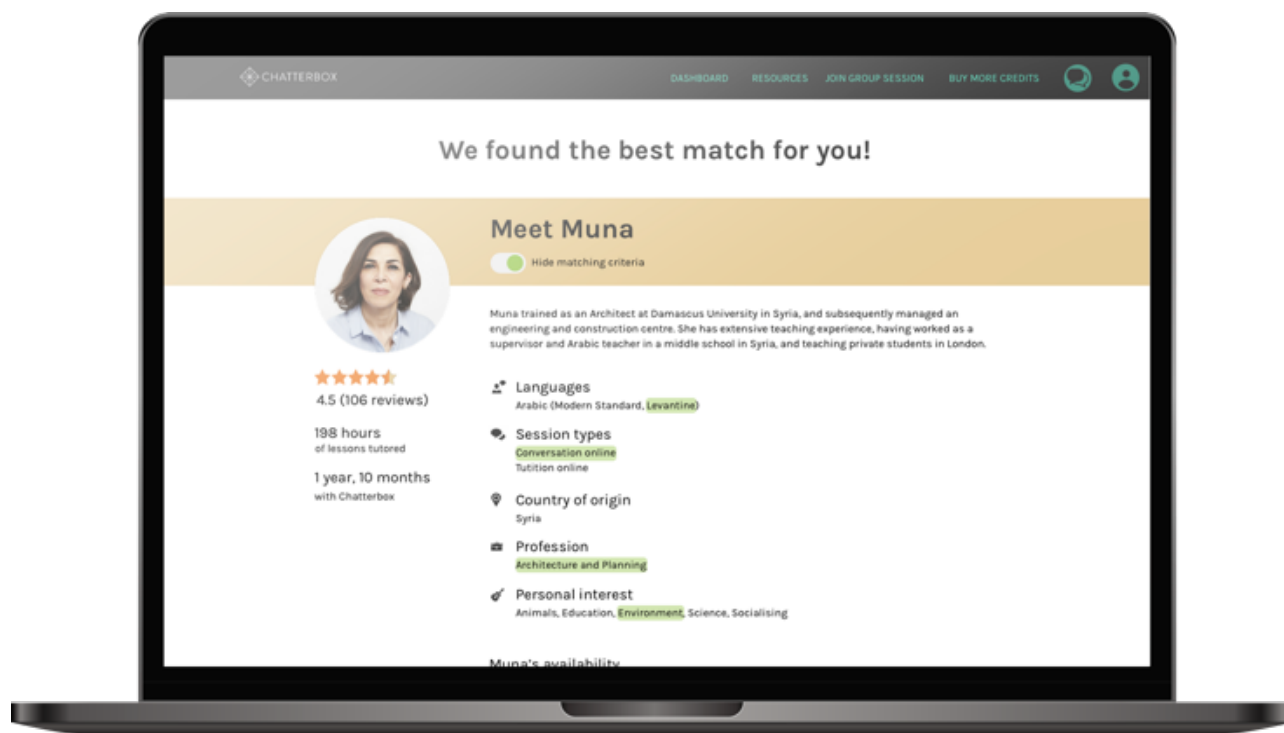 CHATTERBOX
DASHBOARD RESOURCES JOIN GROUP SESSION BUY MORE CREDITS
We found the best match for you!
Meet Muna
Hide matching criteria
Muna trained as an Architect at Damascus University in Syria, and subsequently managed an
engineering and construction centre. She has extensive teaching experience, having worked as a
supervisor and Arabic teacher in a middle school in Syria, and teaching private students in London.
4.5 (106 reviews)
198 hours
of lessons tutored
1 year, 10 months
with Chatterbox
Languages
Arabic (Modern Standard, Levantine)
Session types
Conversation online
Tutition online
Country of origin
Syria
Profession
Architecture and Planning
Personal interest
Animals, Education, Environment, Science, Socialising
Muna's availability